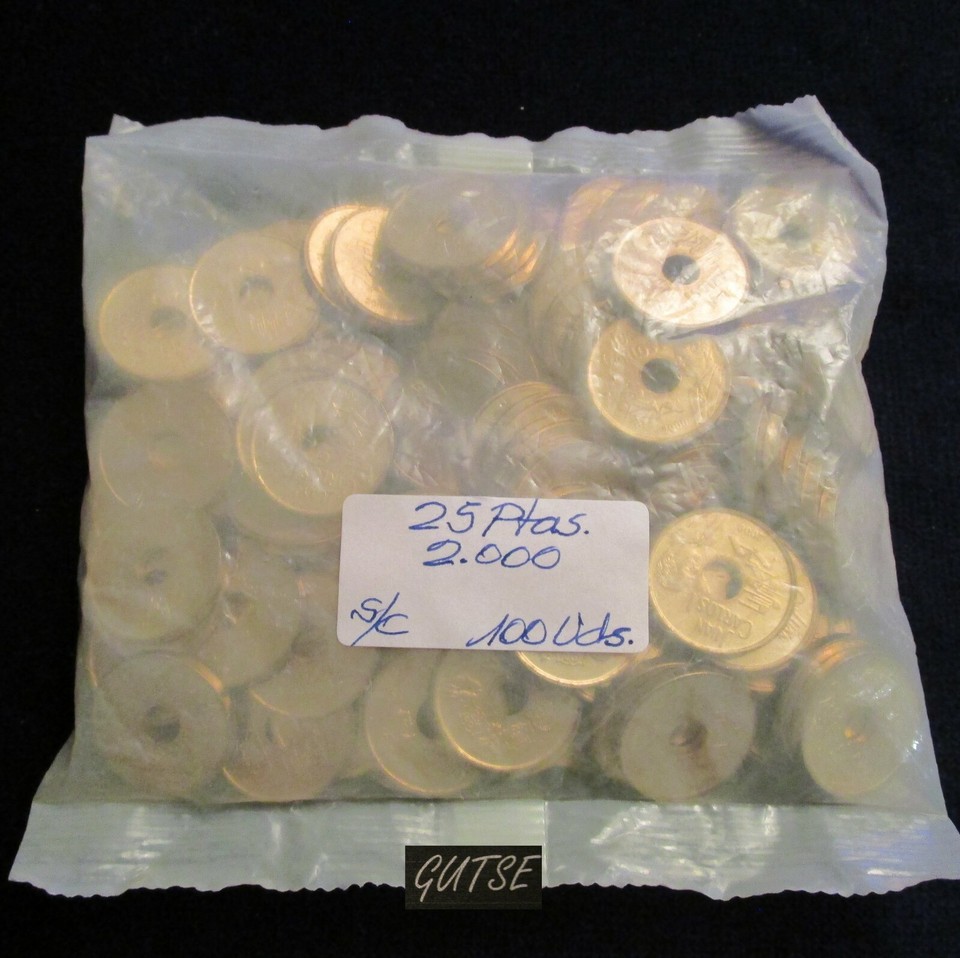 25 Ptas.
2.000
S/C 100 Uds.
GUTSE